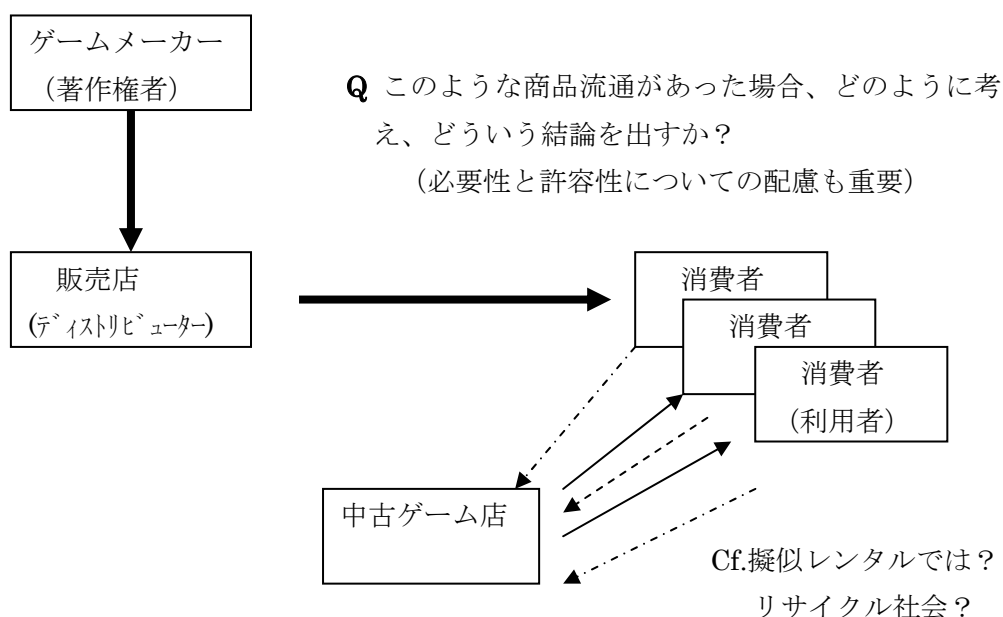 ゲームメーカー
(著作権者)
Q このような商品流通があった場合、どのように考
え、どういう結論を出すか？
(必要性と許容性についての配慮も重要)
販売店
(ﾃﾞｨｽﾄﾘﾋﾞｭｰﾀｰ)
消費者
消費者
消費者
(利用者)
中古ゲーム店
Cf.擬似レンタルでは？
リサイクル社会？